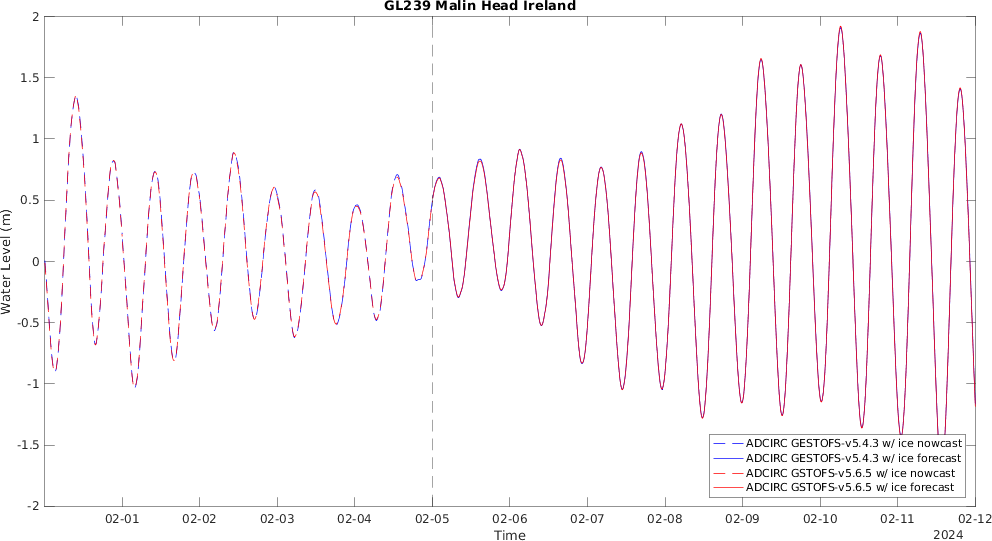 GL239 Malin Head Ireland
2
1.5
1
0.5
0
-0.5
-1
-1.5
-2
Water Level (m)
ADCIRC GESTOFS-v5.4.3 w/ ice nowcast
ADCIRC GESTOFS-v5.4.3 w/ ice forecast
ADCIRC GSTOFS-v5.6.5 w/ ice nowcast
ADCIRC GSTOFS-v5.6.5 w/ ice forecast
02-01 02-02 02-03 02-04 02-05 02-06 02-07 02-08 02-09 02-10 02-11 02-12
Time
2024